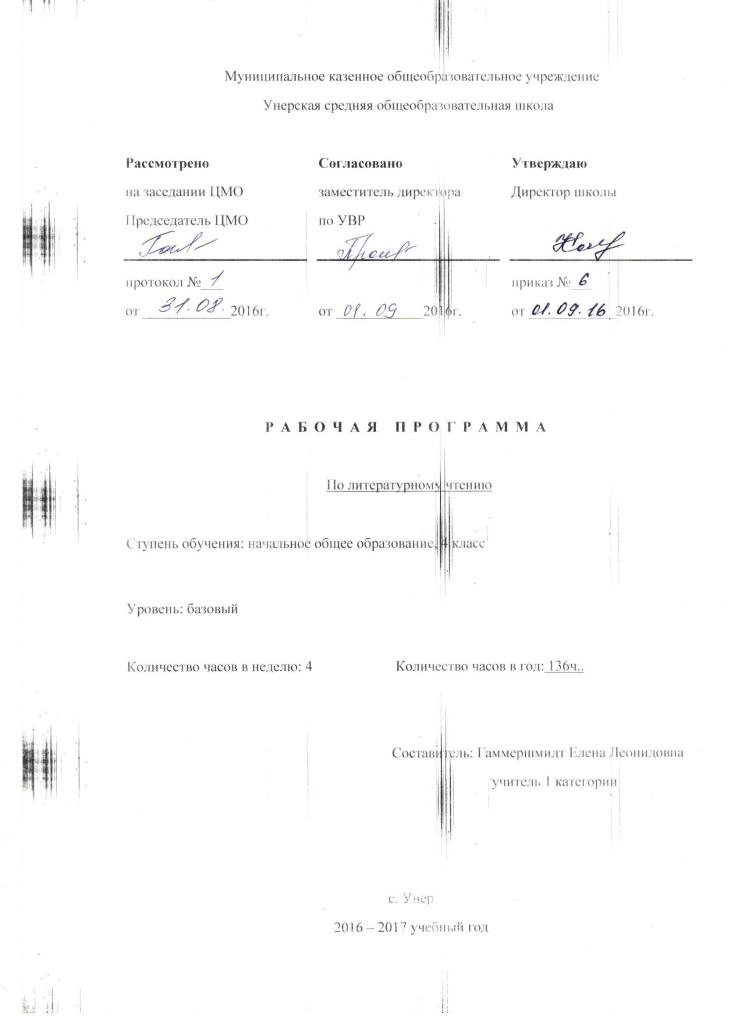 Муниципальное казенное общеобразовательное учреждение
Унерская средняя общеобразовательная школа
Рассмотрено Согласовано Утверждаю
на заседании ЦМО заместитель директора Директор школы
Председатель ЦМО по УВР
протокол № 1 приказ № 6
от 31.08. 2016г. от 01.09 2016г. от 01.09.16 2016г.
Р А Б О Ч А Я П Р О Г Р А М М А
По литературному чтению
Ступень обучения: начальное общее образование, 4 класс
Уровень: базовый
Количество часов в неделю: 4 Количество часов в год: 136ч..
Составитель: Гаммершмидт Елена Леонидовна
учитель 1 категории
с. Унер
2016 – 2017 учебный год